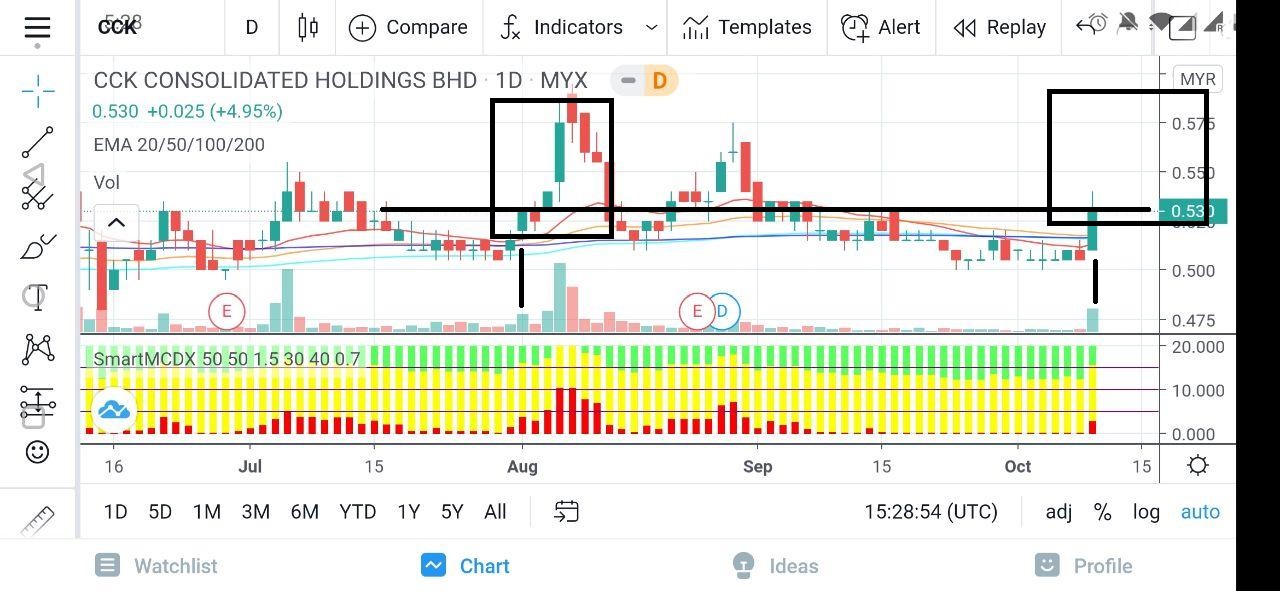 5:28
CCK D Compare Indicators Templates Alert Replay
CCK CONSOLIDATED HOLDINGS BHD · 1D · MYX D MYR
0.530 +0.025 (+4.95%)
0.575
EMA 20/50/100/200
0.550
Vol
0.530
0.500
E E D
0.475
SmartMCDX 50 50 1.5 30 40 0.7
20.000
10.000
0.000
16 Jul 15 Aug Sep 15 Oct 15
1D 5D 1M 3M 6M YTD 1Y 5Y All 15:28:54 (UTC) adj % log auto
Watchlist Chart Ideas Profile